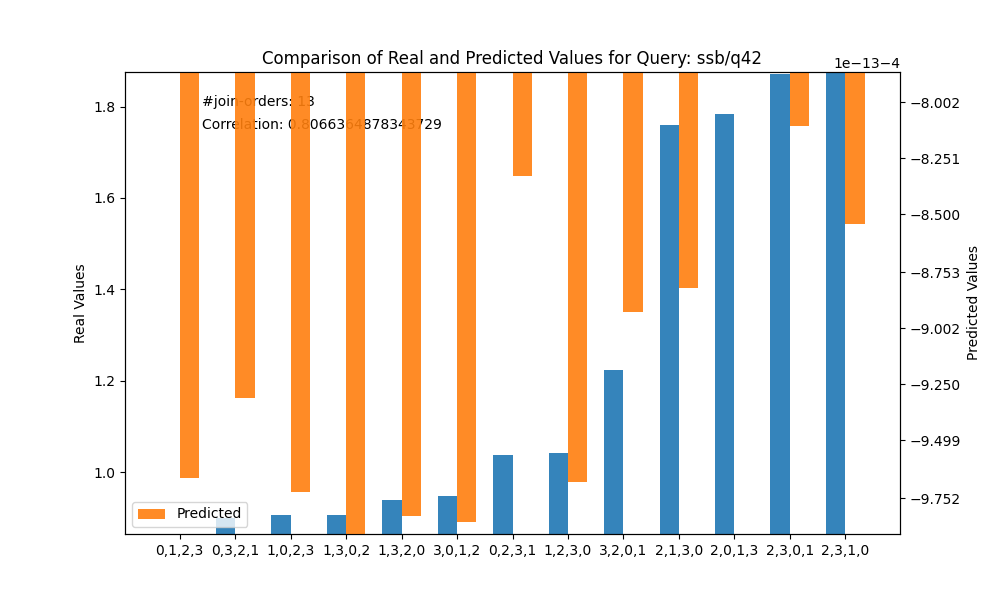 Comparison of Real and Predicted Values for Query: ssb/q42
1e−13−4
#join-orders: 13
Correlation: 0.8066364878343729
Real Values
1.8
1.6
1.4
1.2
1.0
−8.002
−8.251
−8.500
−8.753
−9.002
−9.250
−9.499
−9.752
Predicted Values
Predicted
0,1,2,3 0,3,2,1 1,0,2,3 1,3,0,2 1,3,2,0 3,0,1,2 0,2,3,1 1,2,3,0 3,2,0,1 2,1,3,0 2,0,1,3 2,3,0,1 2,3,1,0